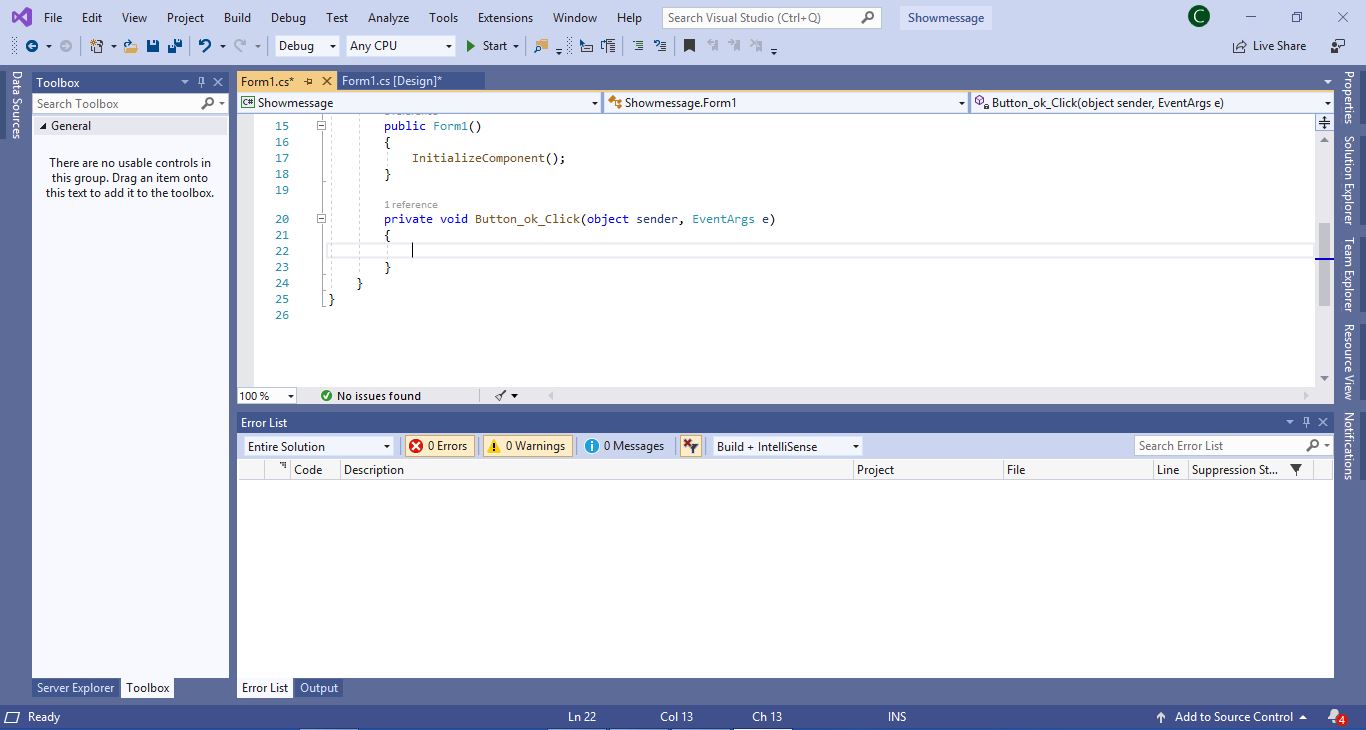 File Edit View Project Build Debug Test Analyze Tools Extensions Window Help Search Visual Studio (Ctrl+Q) Showmessage C
Debug Any CPU Start Live Share
Data Sources
Toolbox
Search Toolbox
General
There are no usable controls in
this group. Drag an item onto
this text to add it to the toolbox.
Server Explorer Toolbox
Form1.cs* Form1.cs [Design]*
C# Showmessage Showmessage.Form1 Button_ok_Click(object sender, EventArgs e)
15 public Form1()
16 {
17 InitializeComponent();
18 }
19
1 reference
20 private void Button_ok_Click(object sender, EventArgs e)
21 {
22
23 }
24 }
25 }
26
100 % No issues found
Error List
Entire Solution 0 Errors 0 Warnings 0 Messages Build + IntelliSense Search Error List
Code Description Project File Line Suppression St...
Error List Output
Properties
Solution Explorer
Team Explorer
Resource View
Notifications
Ready Ln 22 Col 13 Ch 13 INS Add to Source Control 4